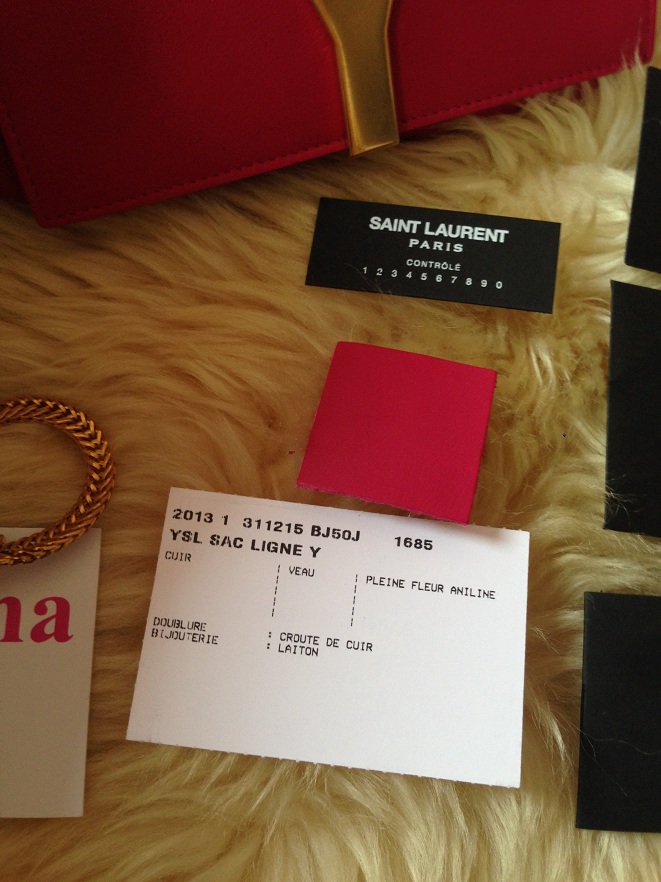 SAINT LAURENT
PARIS
CONTRÔLÉ
1 2 3 4 5 6 7 8 9 0
2013 1 311215 BJ50J 1685
YSL SAC LIGNE Y
CUIR VEAU PLEINE FLEUR ANILINE
DOUBLURE : CROUTE DE CUIR
BIJOUTERIE : LAITON
na